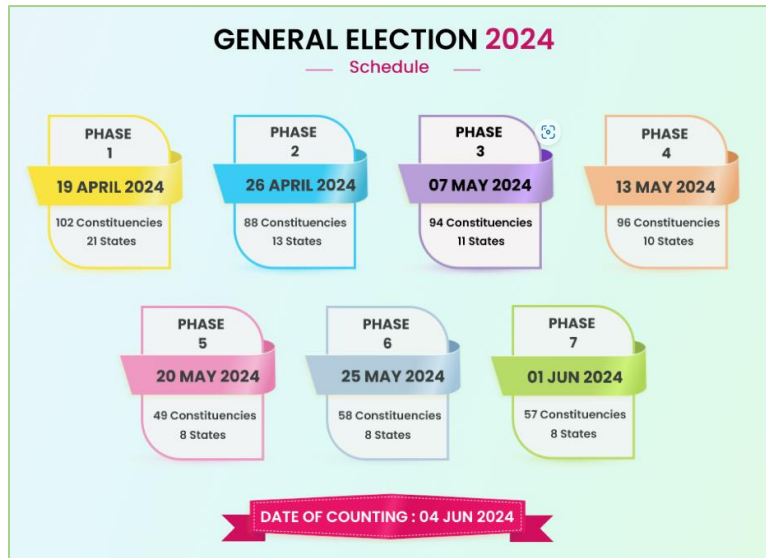 GENERAL ELECTION 2024
Schedule
PHASE
1
19 APRIL 2024
102 Constituencies
21 States
PHASE
2
26 APRIL 2024
88 Constituencies
13 States
PHASE
3
07 MAY 2024
94 Constituencies
11 States
PHASE
4
13 MAY 2024
96 Constituencies
10 States
PHASE
5
20 MAY 2024
49 Constituencies
8 States
PHASE
6
25 MAY 2024
58 Constituencies
8 States
PHASE
7
01 JUN 2024
57 Constituencies
8 States
DATE OF COUNTING : 04 JUN 2024